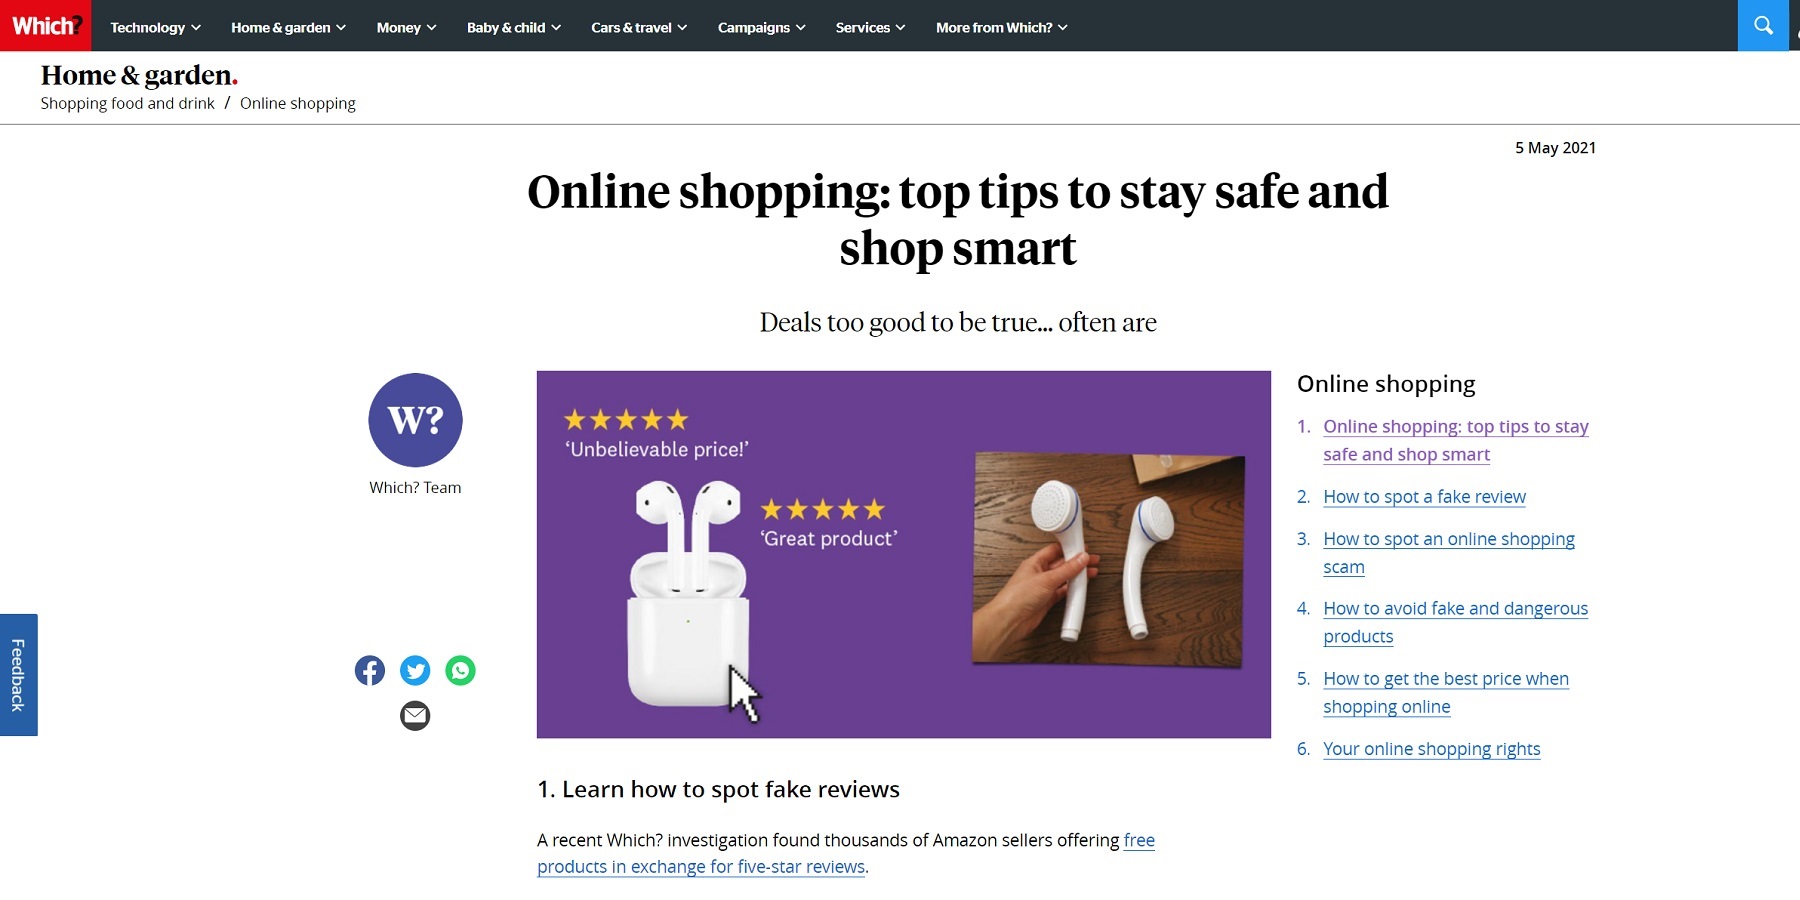 Which?
Technology
Home & garden
Money
Baby & child
Cars & travel
Campaigns
Services
More from Which?
Home & garden.
Shopping food and drink / Online shopping
5 May 2021
Online shopping: top tips to stay safe and
shop smart
Deals too good to be true... often are
W?
Which? Team
Feedback
‘Unbelievable price!’
‘Great product’
Online shopping
1. Online shopping: top tips to stay
safe and shop smart
2. How to spot a fake review
3. How to spot an online shopping
scam
4. How to avoid fake and dangerous
products
5. How to get the best price when
shopping online
6. Your online shopping rights
1. Learn how to spot fake reviews
A recent Which? investigation found thousands of Amazon sellers offering free
products in exchange for five-star reviews.